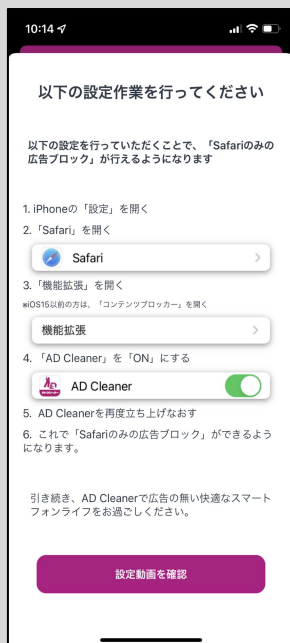 10:14
以下の設定作業を行ってください
以下の設定を行っていただくことで、「Safariのみの
広告ブロック」が行えるようになります
1. iPhoneの「設定」を開く
2.「Safari」を開く
Safari
3.「機能拡張」を開く
※iOS15以前の方は、「コンテンツブロッカー」を開く
機能拡張
4. 「AD Cleaner」を「ON」にする
AD Cleaner
5. AD Cleanerを再度立ち上げなおす
6. これで「Safariのみの広告ブロック」ができるよう
になります。
引き続き、AD Cleanerで広告の無い快適なスマート
フォンライフをお過ごしください。
設定動画を確認